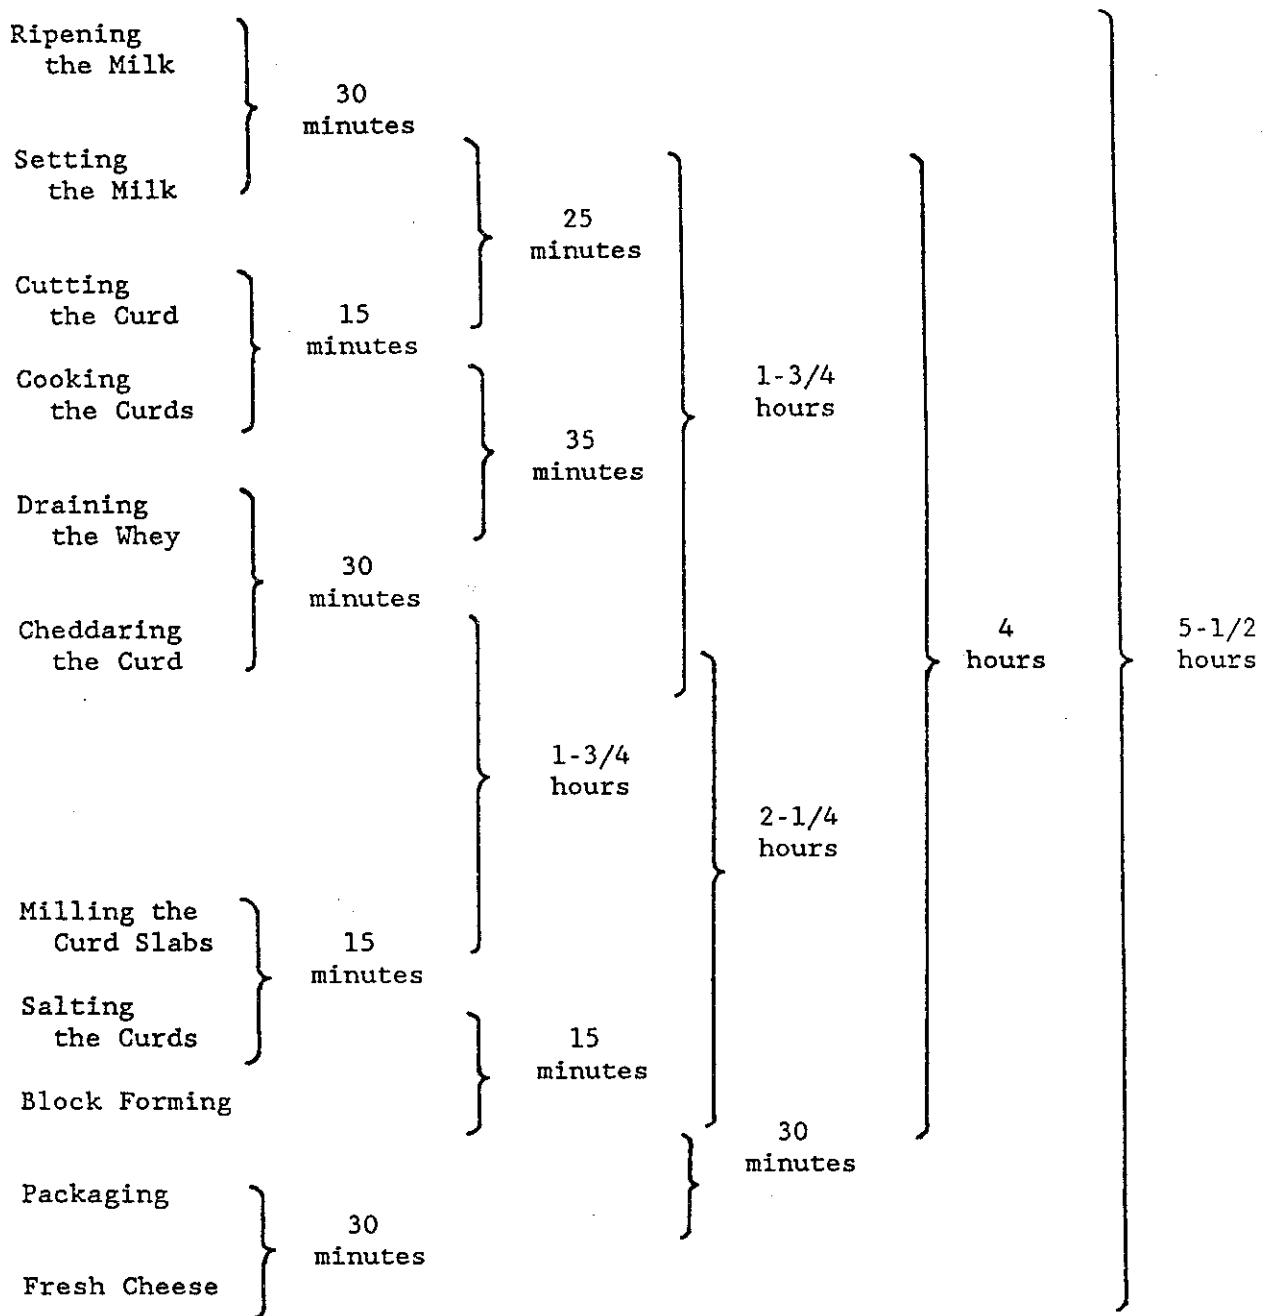 Ripening
the Milk
30
minutes
Setting
the Milk
25
minutes
Cutting
the Curd
15
minutes
Cooking
the Curds
1-3/4
hours
35
minutes
Draining
the Whey
30
minutes
Cheddaring
the Curd
4
hours
5-1/2
hours
1-3/4
hours
2-1/4
hours
Milling the
Curd Slabs
15
minutes
Salting
the Curds
15
minutes
Block Forming
30
minutes
Packaging
30
minutes
Fresh Cheese